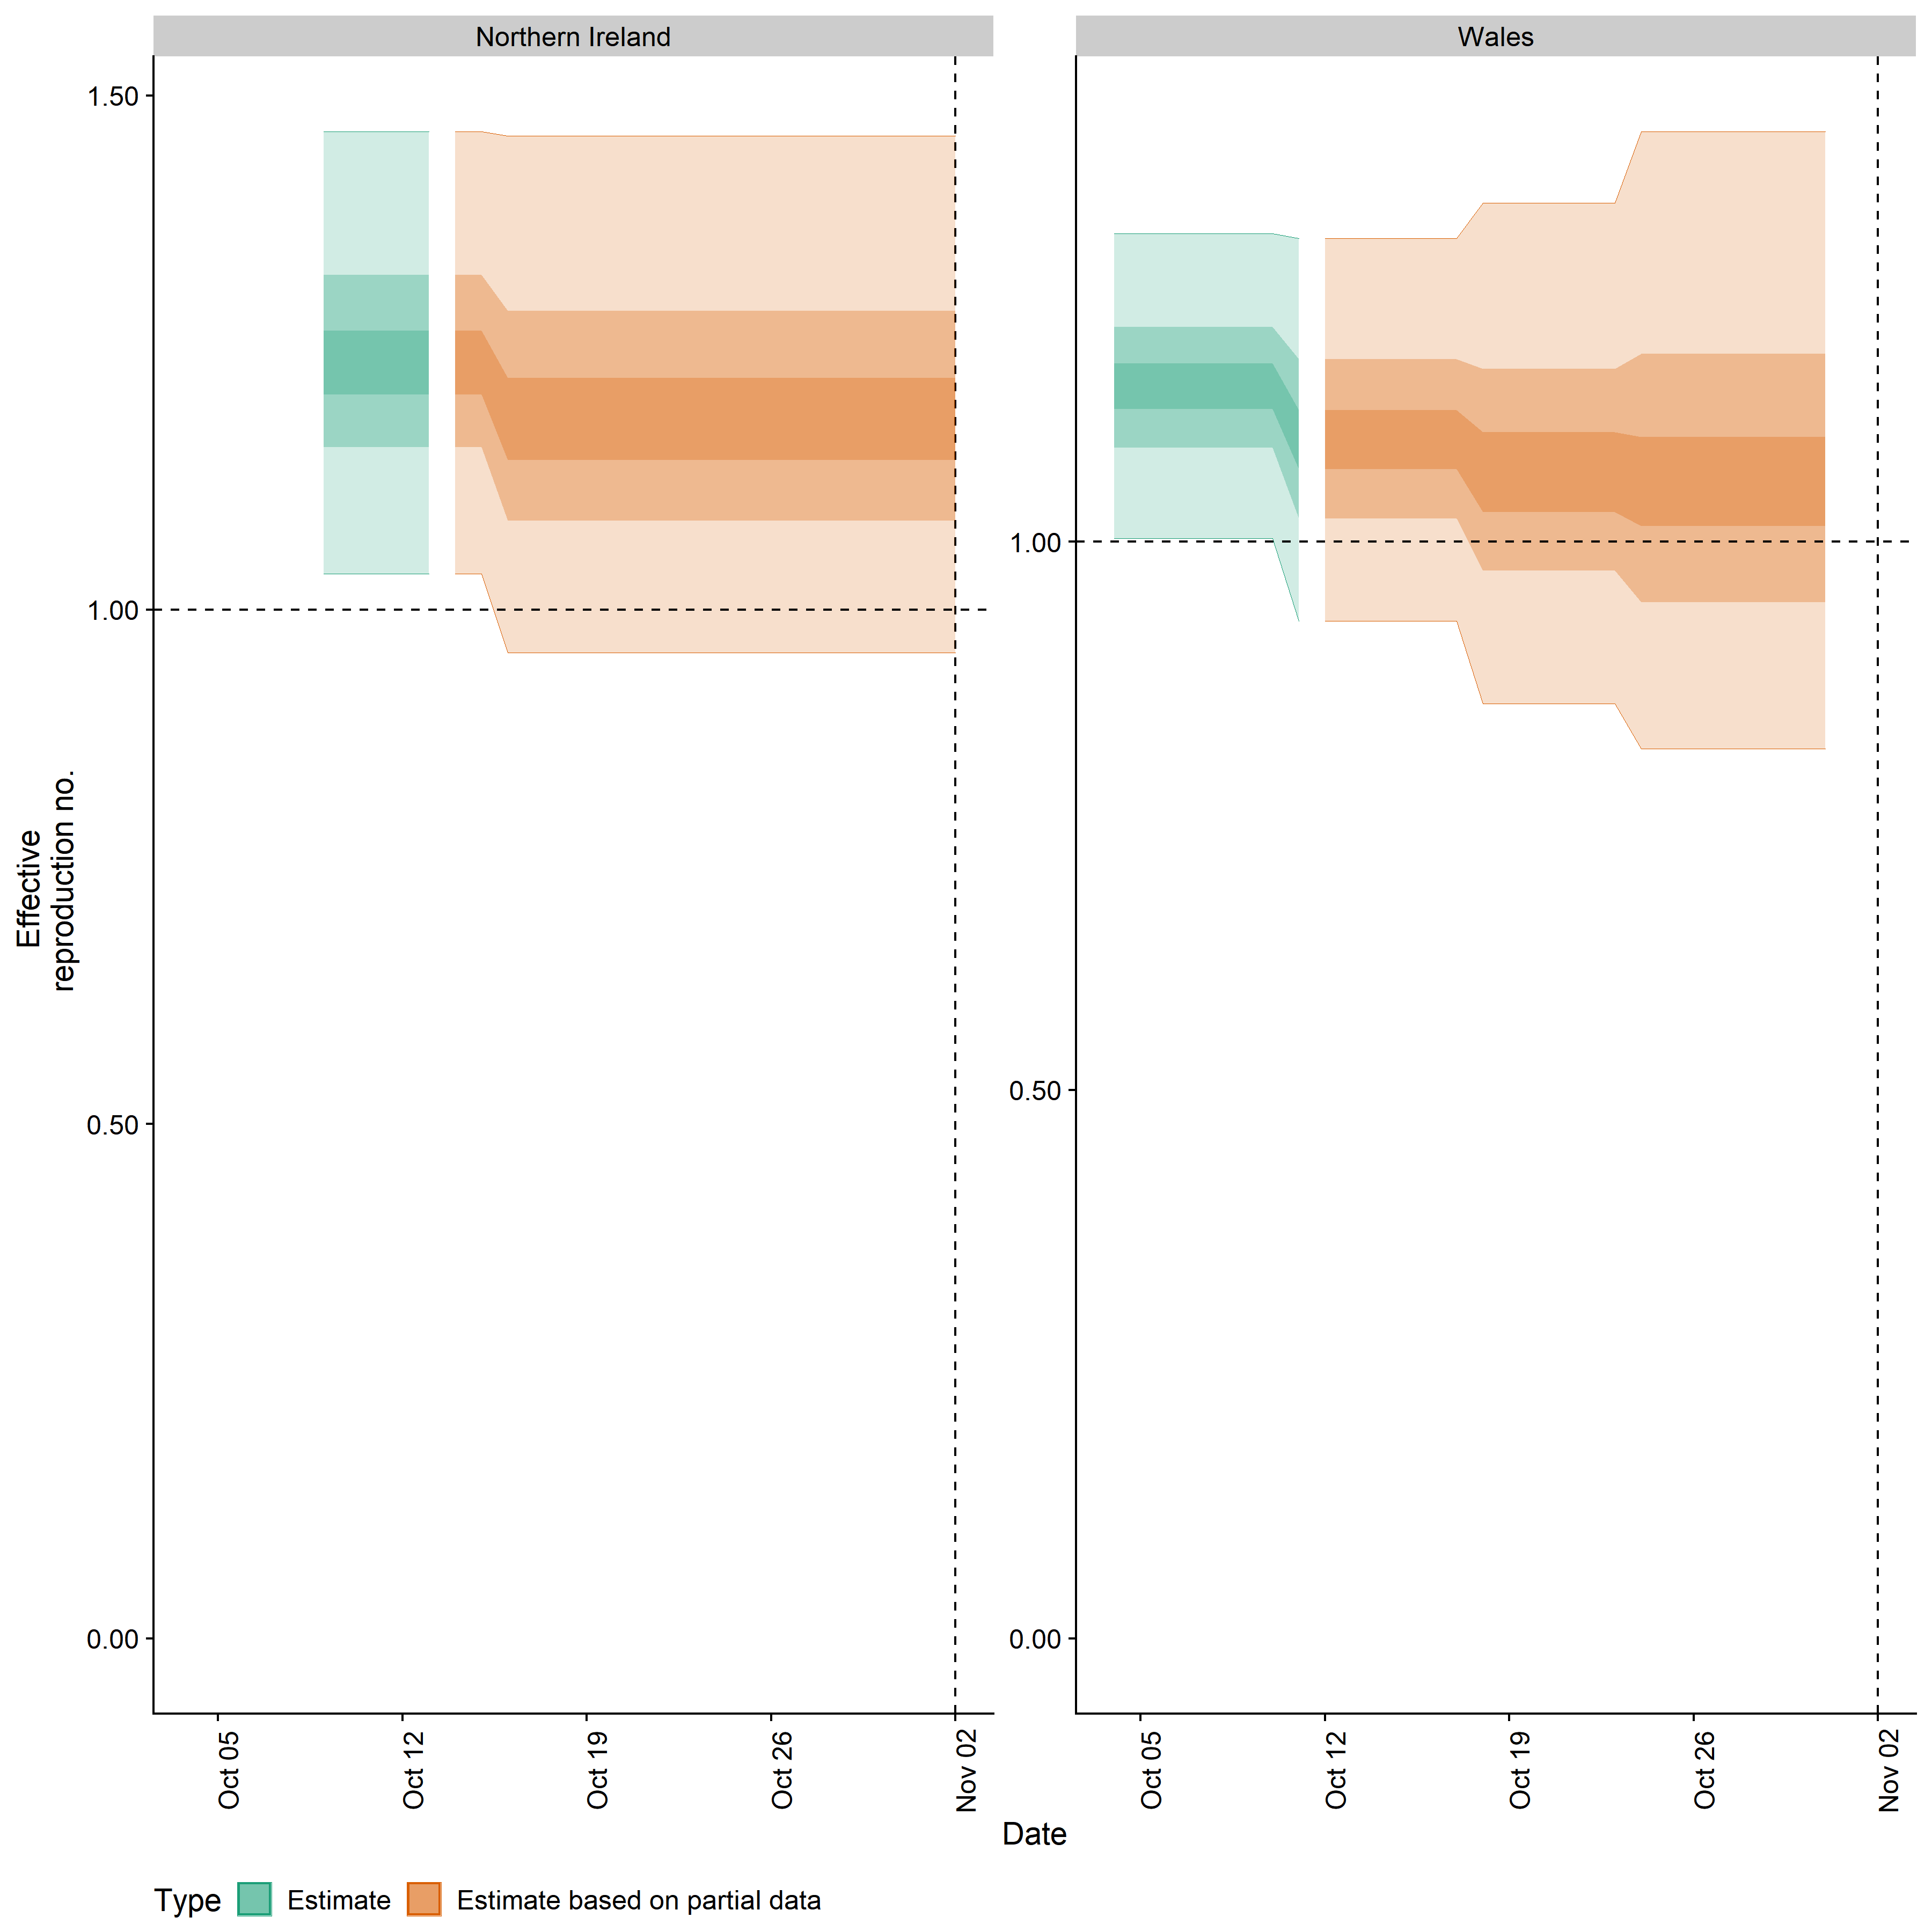 Northern Ireland
Wales
Effective
reproduction no.
1.50
1.00
0.50
0.00
1.00
0.50
0.00
Oct 05
Oct 12
Oct 19
Oct 26
Nov 02
Oct 05
Oct 12
Oct 19
Oct 26
Nov 02
Date
Type Estimate Estimate based on partial data